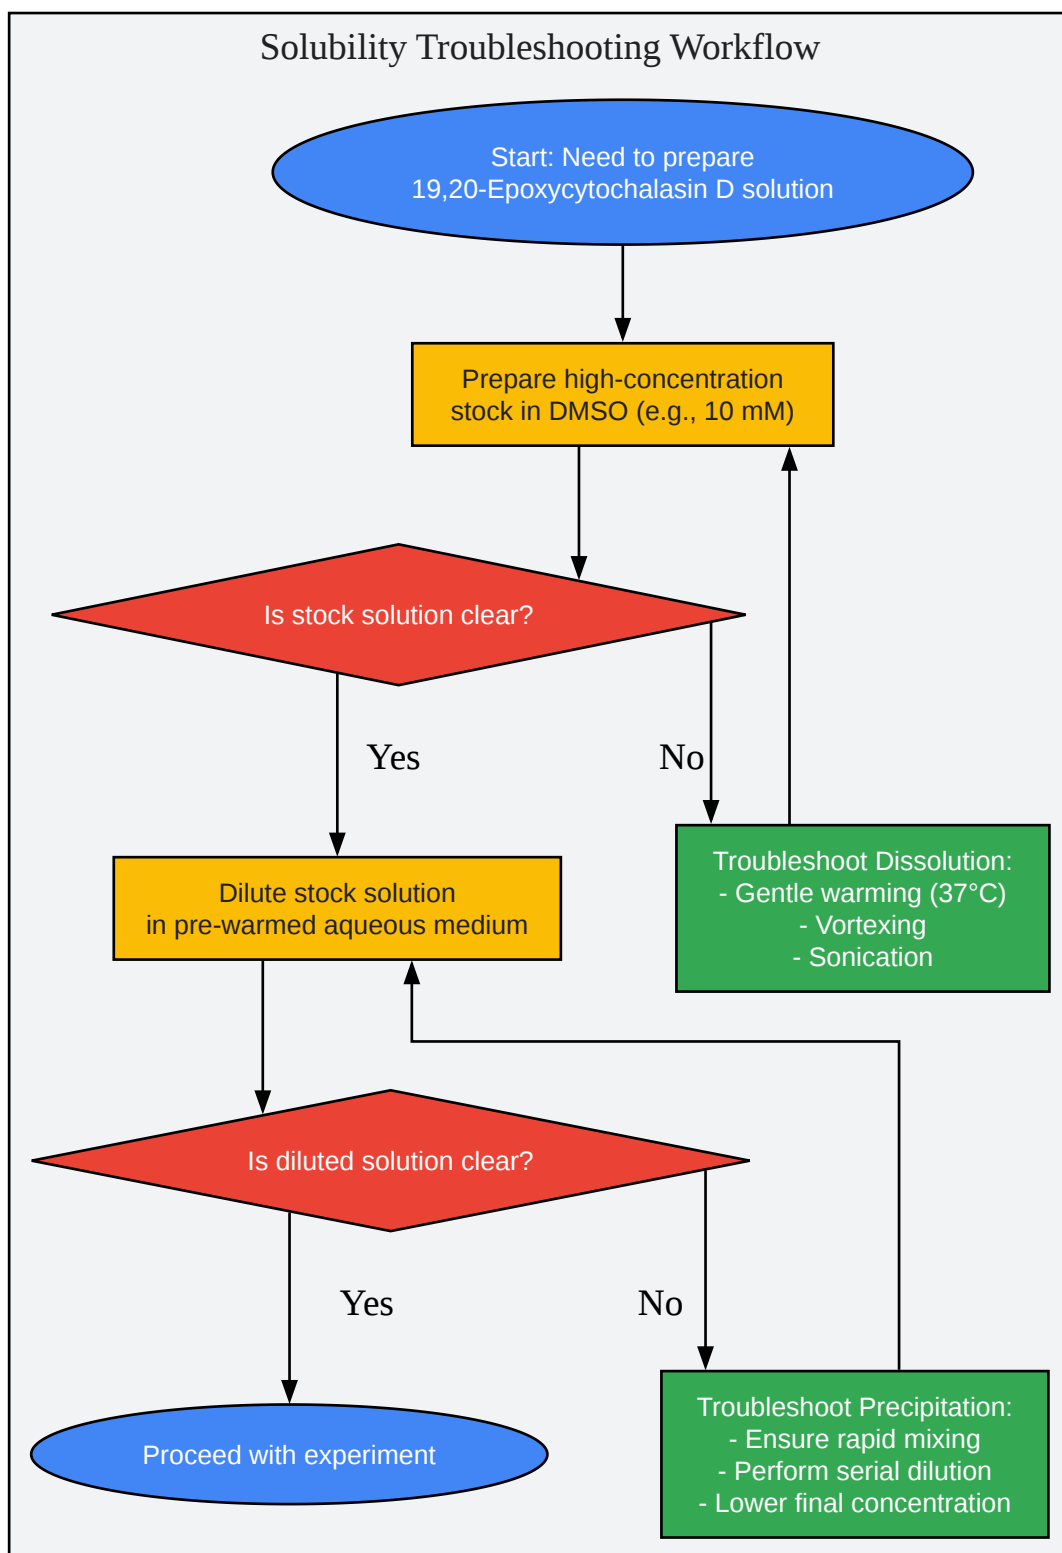 Solubility Troubleshooting Workflow
Start: Need to prepare
19,20-Epoxycytochalasin D solution
Prepare high-concentration
stock in DMSO (e.g., 10 mM)
Is stock solution clear?
Yes
No
Troubleshoot Dissolution:
- Gentle warming (37°C)
- Vortexing
- Sonication
Dilute stock solution
in pre-warmed aqueous medium
Is diluted solution clear?
Yes
No
Troubleshoot Precipitation:
- Ensure rapid mixing
- Perform serial dilution
- Lower final concentration
Proceed with experiment